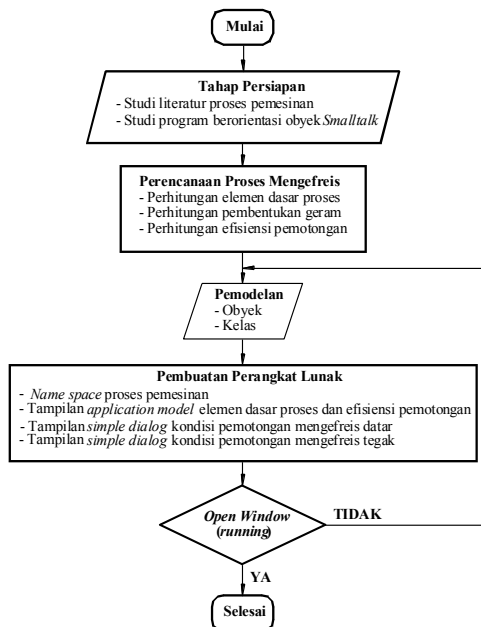 Mulai
Tahap Persiapan
- Studi literatur proses pemesinan
- Studi program berorientasi obyek Smalltalk
Perencanaan Proses Mengefreis
- Perhitungan elemen dasar proses
- Perhitungan pembentukan geram
- Perhitungan efisiensi pemotongan
Pemodelan
- Obyek
- Kelas
Pembuatan Perangkat Lunak
- Name space proses pemesinan
- Tampilan application model elemen dasar proses dan efisiensi pemotongan
- Tampilan simple dialog kondisi pemotongan mengefreis datar
- Tampilan simple dialog kondisi pemotongan mengefreis tegak
Open Window
(running)
TIDAK
YA
Selesai